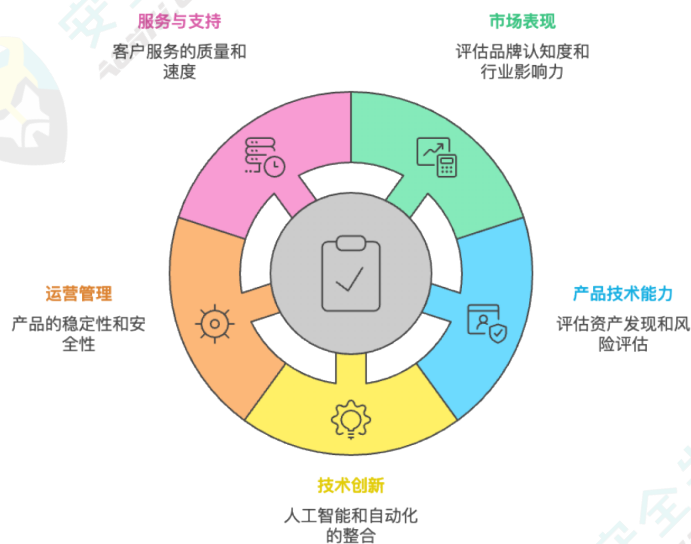 服务与支持
客户服务的质量和
速度
市场表现
评估品牌认知度和
行业影响力
运营管理
产品的稳定性和安
全性
产品技术能力
评估资产发现和风
险评估
技术创新
人工智能和自动化
的整合